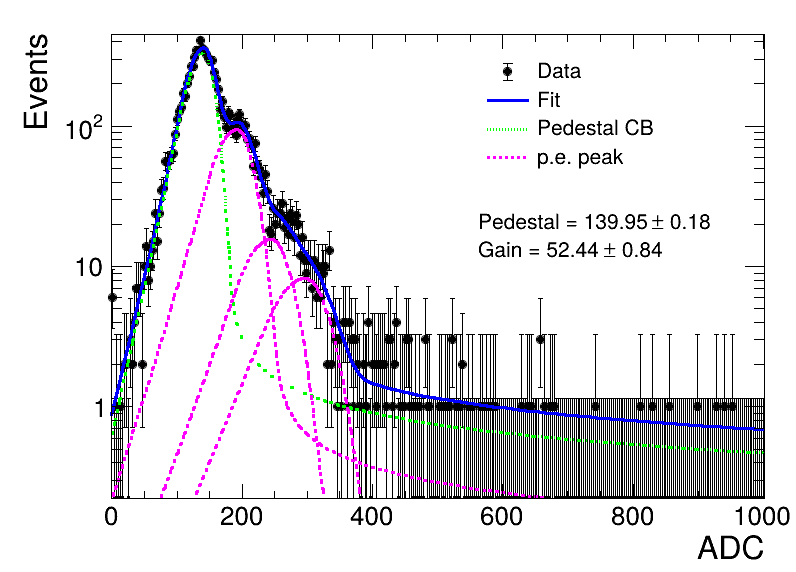 Events
10²
10
1
Data
Fit
Pedestal CB
p.e. peak
Pedestal = 139.95 ± 0.18
Gain = 52.44 ± 0.84
0 200 400 600 800 1000
ADC